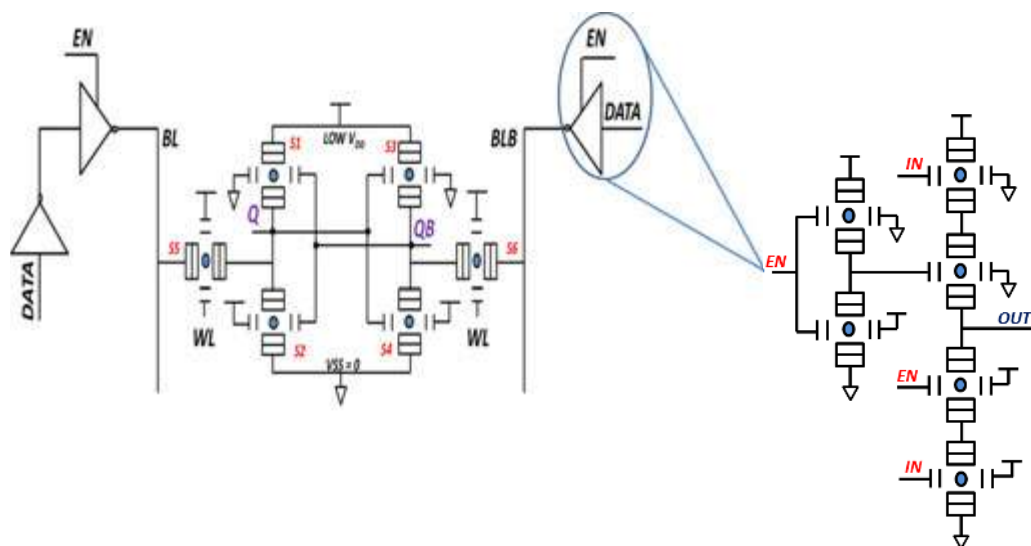 EN
BL
DATA
LOW VDD
S1
S3
Q
QB
S5
S6
WL
WL
S2
S4
VSS = 0
BLB
EN
DATA
EN
IN
OUT
EN
IN